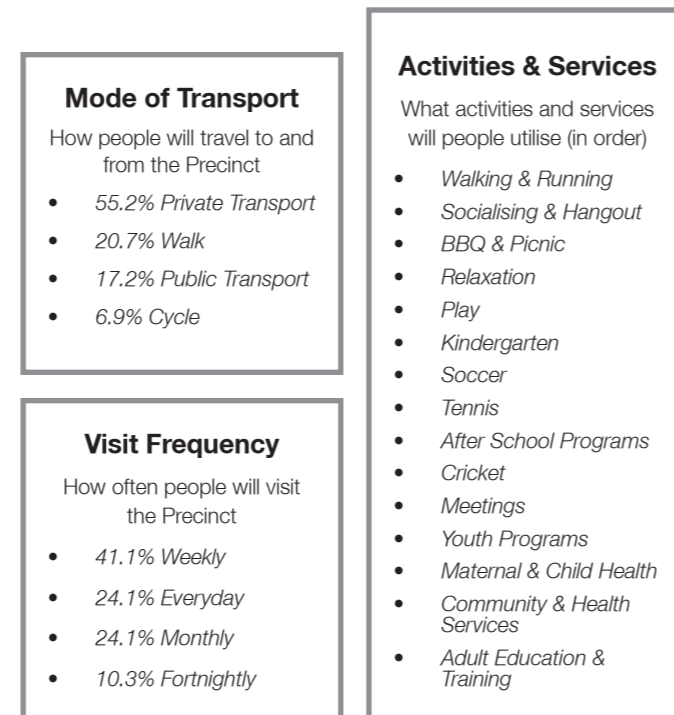 Mode of Transport
How people will travel to and
from the Precinct
• 55.2% Private Transport
• 20.7% Walk
• 17.2% Public Transport
• 6.9% Cycle
Visit Frequency
How often people will visit
the Precinct
• 41.1% Weekly
• 24.1% Everyday
• 24.1% Monthly
• 10.3% Fortnightly
Activities & Services
What activities and services
will people utilise (in order)
• Walking & Running
• Socialising & Hangout
• BBQ & Picnic
• Relaxation
• Play
• Kindergarten
• Soccer
• Tennis
• After School Programs
• Cricket
• Meetings
• Youth Programs
• Maternal & Child Health
• Community & Health
Services
• Adult Education &
Training